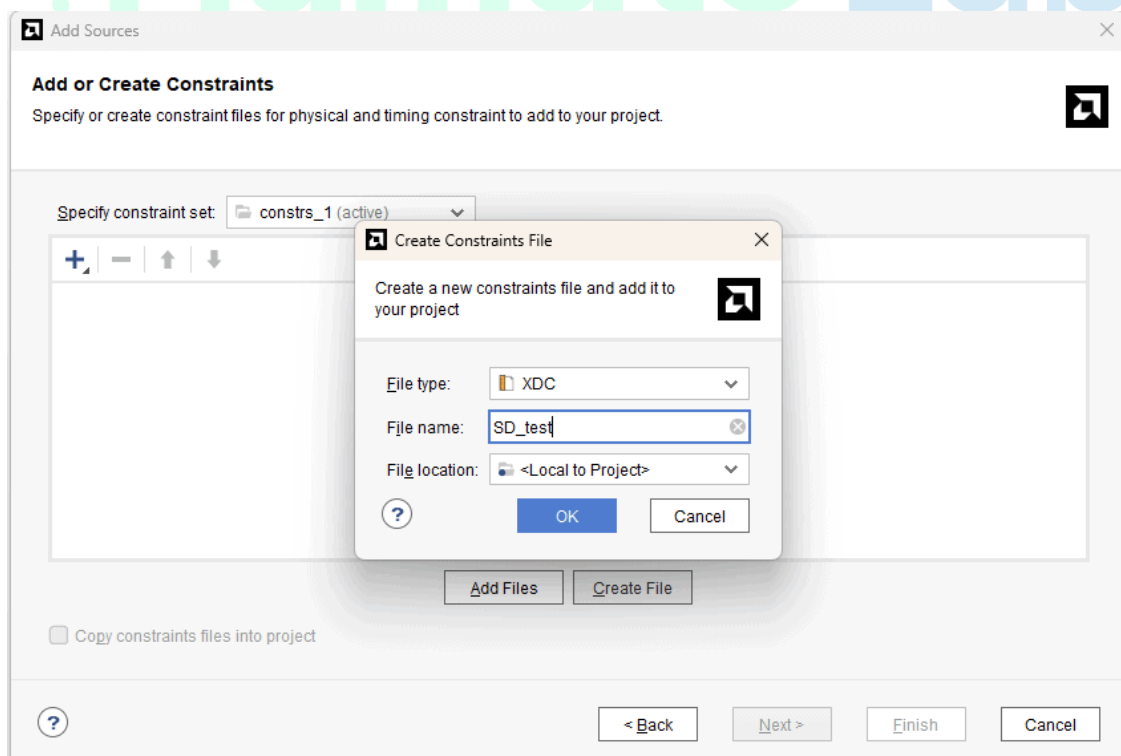 Add Sources
Add or Create Constraints
Specify or create constraint files for physical and timing constraint to add to your project.
Specify constraint set: constrs_1 (active)
Create Constraints File
Create a new constraints file and add it to
your project
File type: XDC
File name: SD_test
File location: <Local to Project>
? OK Cancel
Add Files Create File
Copy constraints files into project
? < Back Next > Finish Cancel